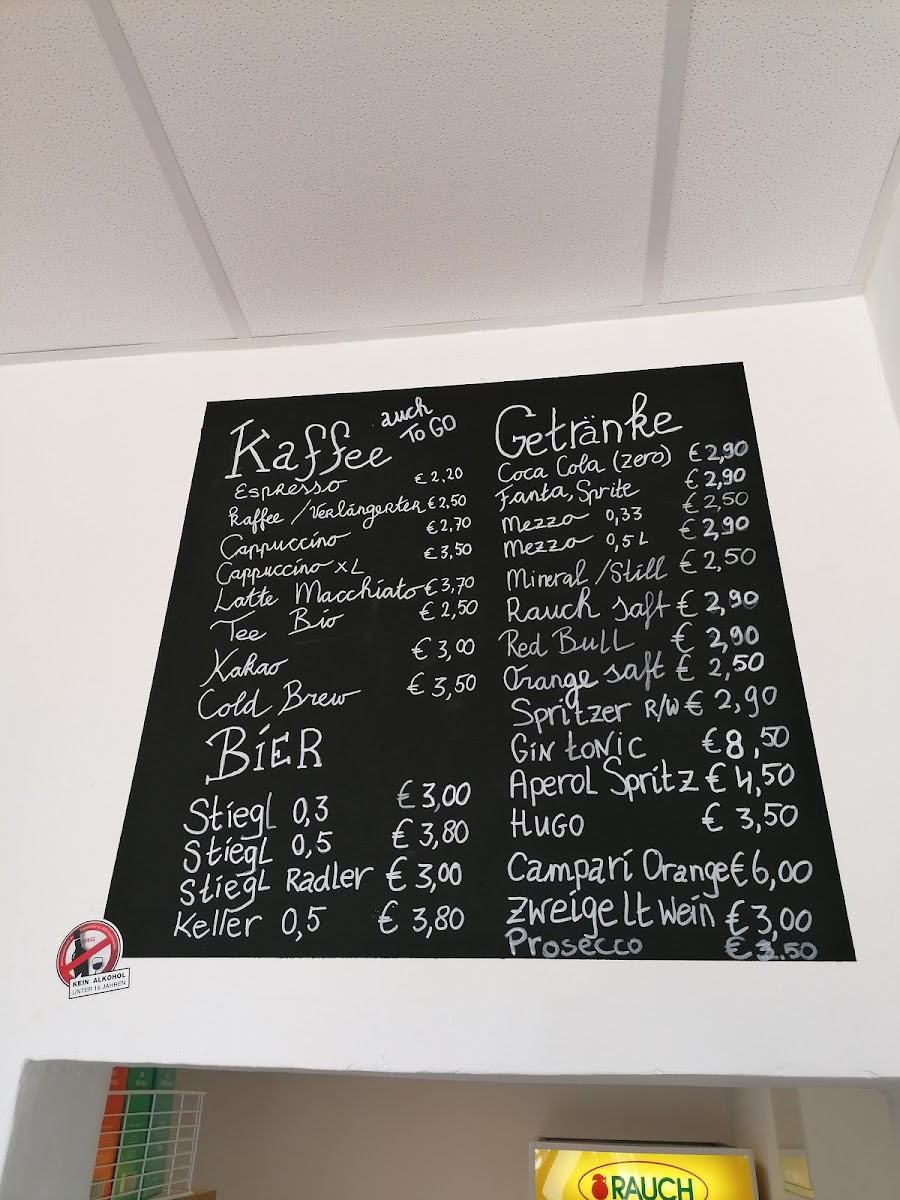 Kaffee auch To GO
Espresso € 2,20
Kaffee / Verlängerter € 2,50
Cappuccino € 2,70
Cappuccino XL € 3,50
Latte Macchiato € 3,70
Tee Bio € 2,50
Kakao € 3,00
Cold Brew € 3,50
BIER
Stiegl 0,3 € 3,00
Stiegl 0,5 € 3,80
Stiegl Radler € 3,00
Keller 0,5 € 3,80
Getränke
Coca Cola (zero) € 2,90
Fanta, Sprite € 2,90
Mezzo 0,33 € 2,50
Mezzo 0,5L € 2,90
Mineral / Still € 2,50
Rauch saft € 2,90
Red Bull € 2,90
Orange saft € 2,50
Spritzer R/W € 2,90
Gin tonic € 8,50
Aperol Spritz € 4,50
HUGO € 3,50
Campari Orange € 6,00
Zweigelt Wein € 3,00
Prosecco
KEIN ALKOHOL
UNTER 16 JAHREN
RAUCH